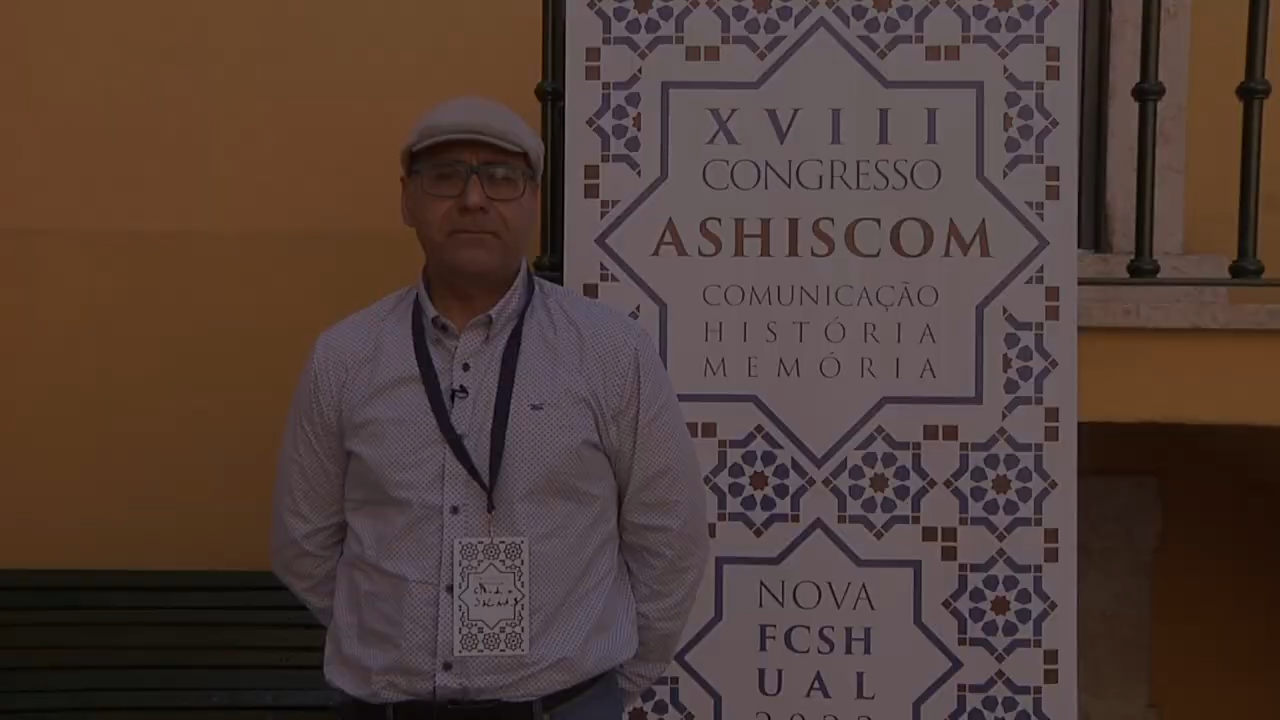 XVIII
CONGRESSO
ASHISCOM
COMUNICAÇÃO
HISTÓRIA
MEMÓRIA
NOVA
FCSH
UAL